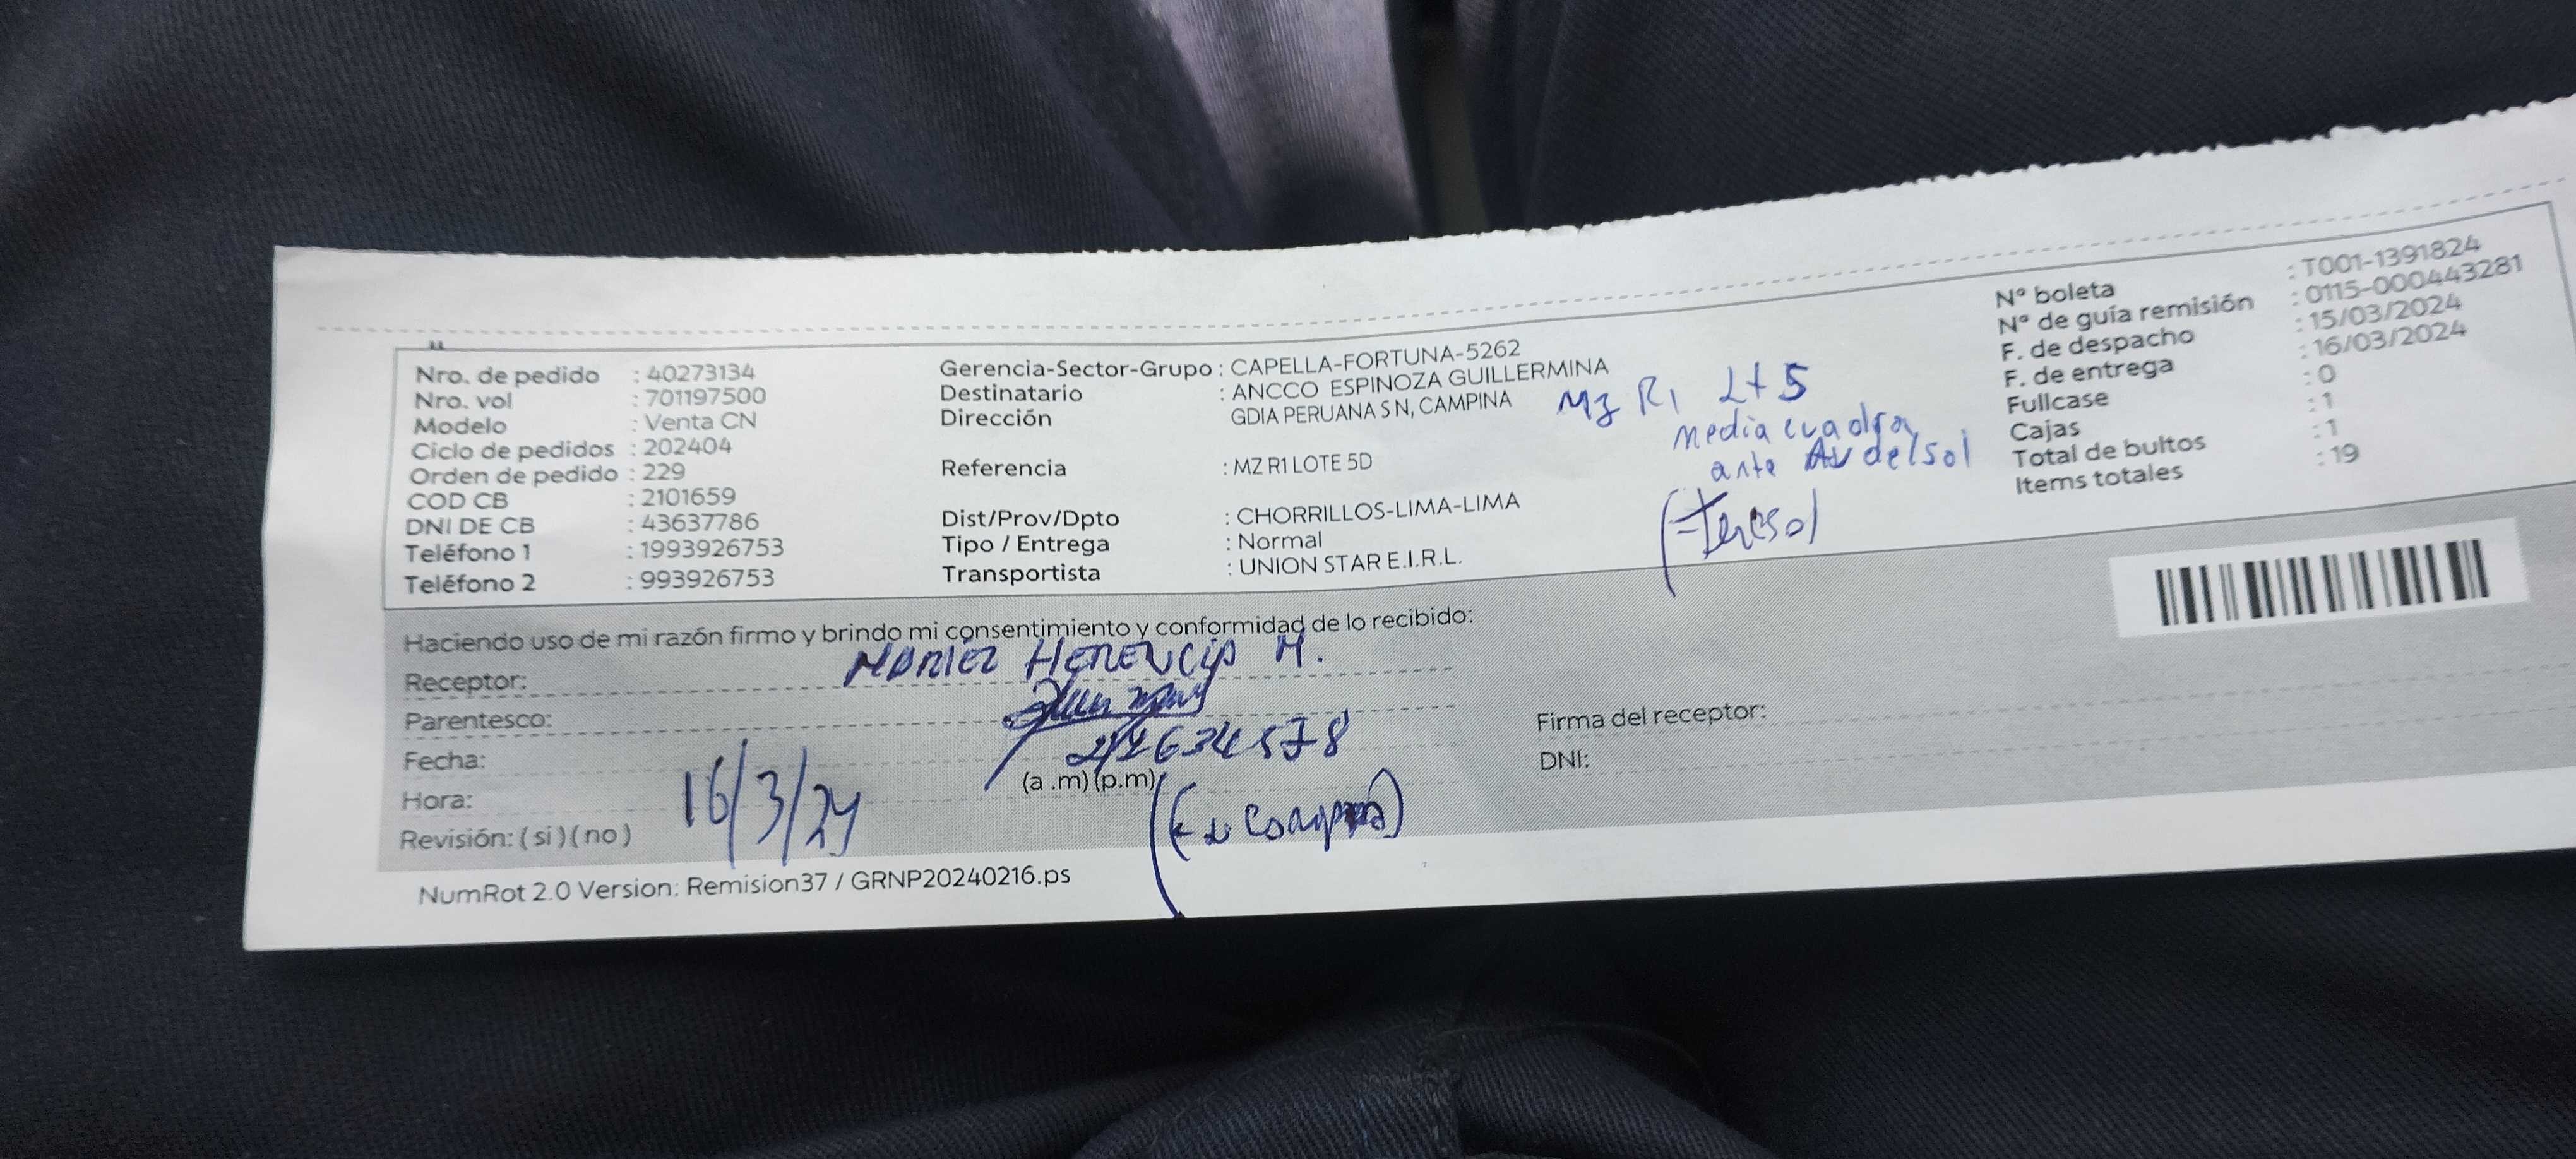 Nro. de pedido : 40273134
Nro. vol : 701197500
Modelo : Venta CN
Ciclo de pedidos : 202404
Orden de pedido : 229
COD CB : 2101659
DNI DE CB : 43637786
Teléfono 1 : 1993926753
Teléfono 2 : 993926753
Gerencia-Sector-Grupo : CAPELLA-FORTUNA-5262
Destinatario : ANCCO ESPINOZA GUILLERMINA
Dirección GDIA PERUANA S N, CAMPINA
Referencia : MZ R1 LOTE 5D
Dist/Prov/Dpto : CHORRILLOS-LIMA-LIMA
Tipo / Entrega : Normal
Transportista : UNION STAR E.I.R.L.
Mz R1 Lt 5
media cuadra
ante Av del sol
N° boleta : T001-1391824
N° de guía remisión : 0115-000443281
F. de despacho : 15/03/2024
F. de entrega : 16/03/2024
Fullcase : 0
Cajas : 1
Total de bultos : 1
Items totales : 19
Haciendo uso de mi razón firmo y brindo mi consentimiento y conformidad de lo recibido:
Receptor: HERENCIA M.
Parentesco:
Fecha:
Hora: 16/3/24 (a .m) (p.m)
Revisión: ( si ) ( no )
Firma del receptor:
DNI:
NumRot 2.0 Version: Remision37 / GRNP20240216.ps